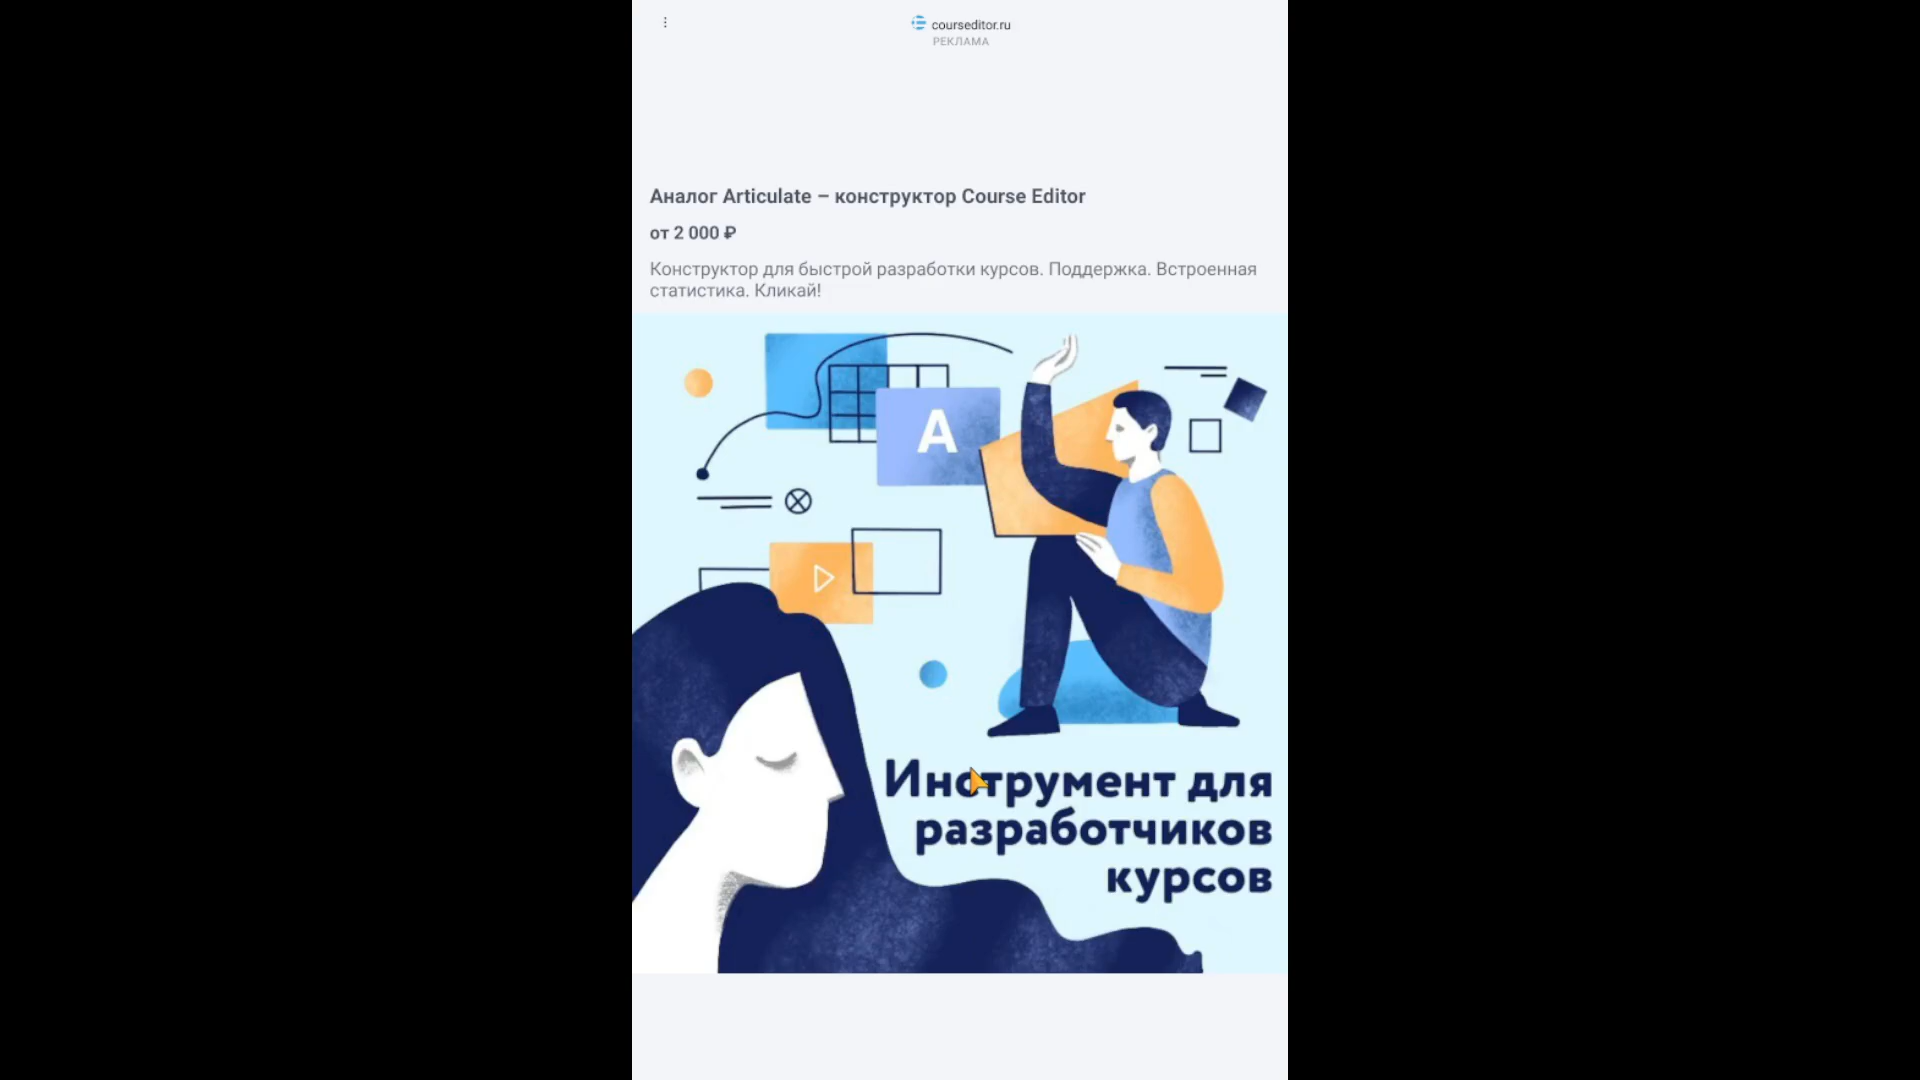 courseditor.ru
РЕКЛАМА
Аналог Articulate – конструктор Course Editor
от 2 000 ₽
Конструктор для быстрой разработки курсов. Поддержка. Встроенная
статистика. Кликай!
A
Инструмент для
разработчиков
курсов